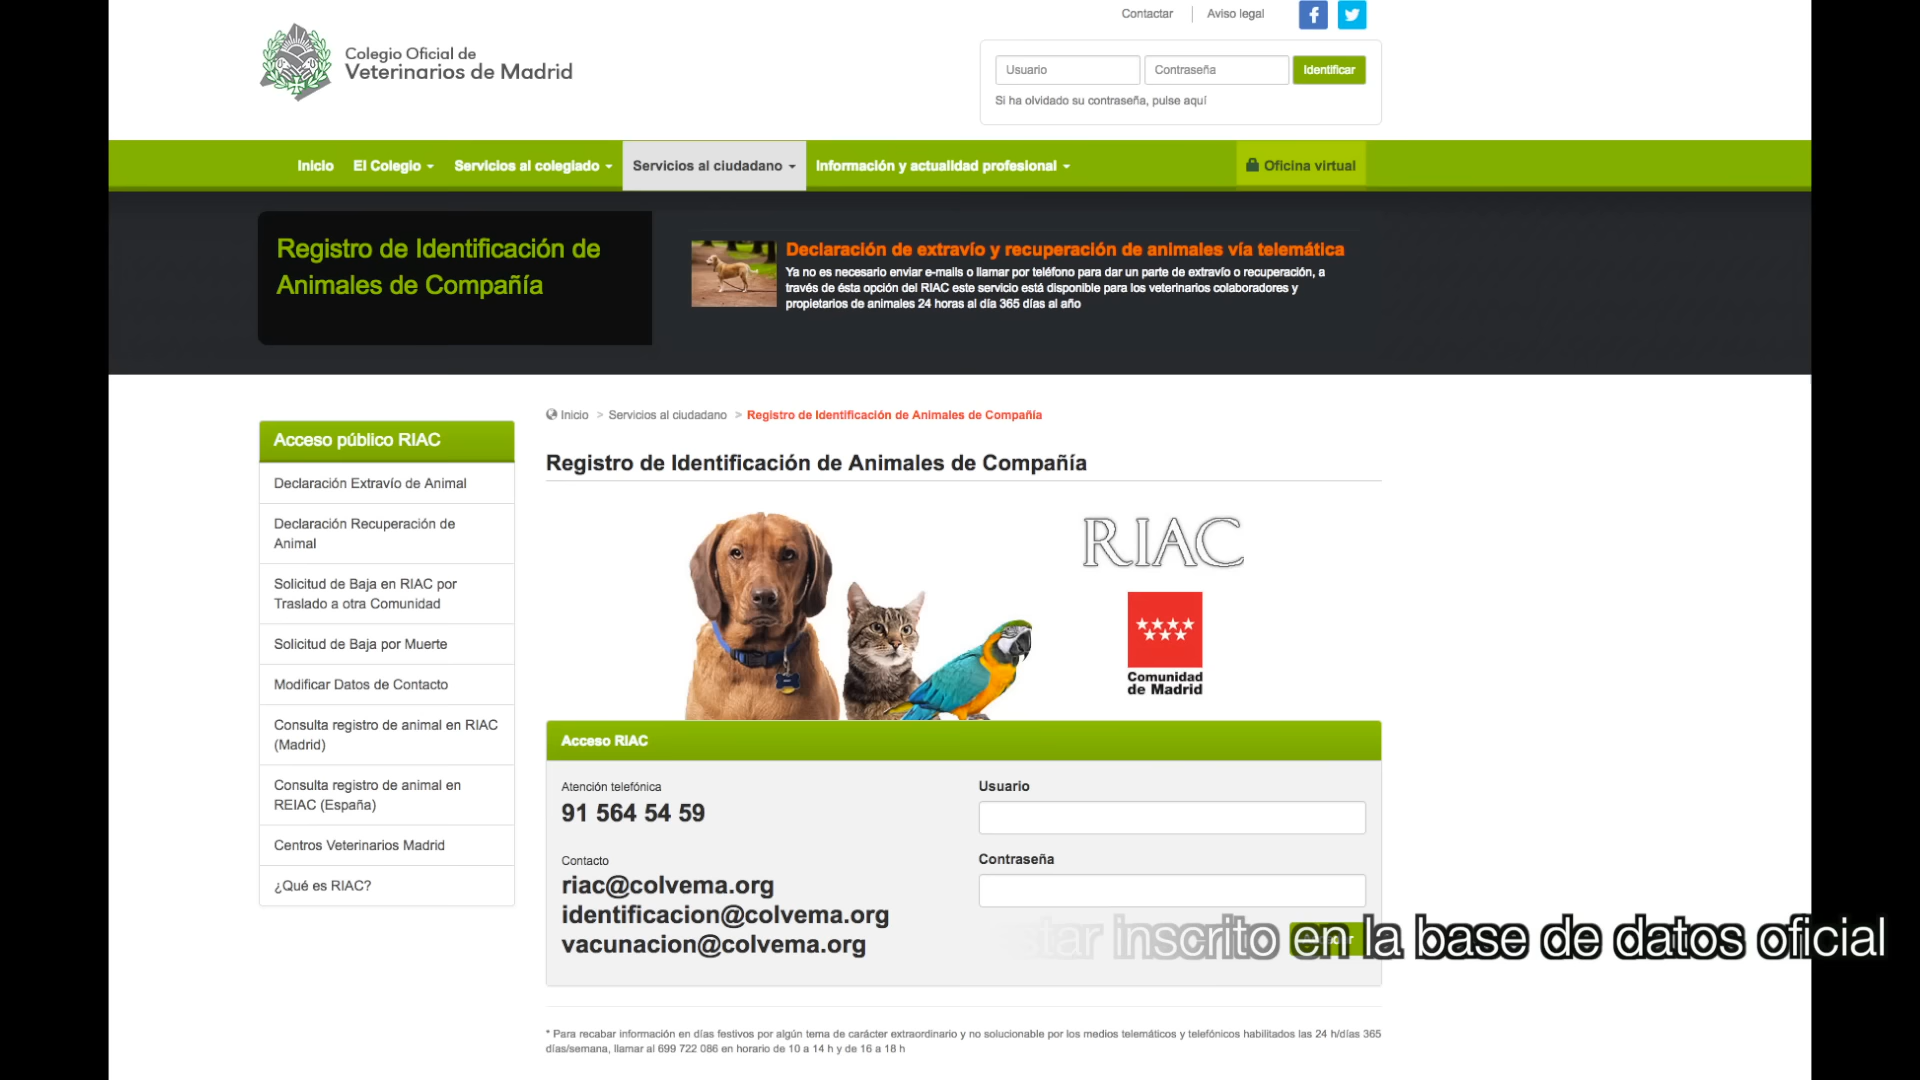 Contactar
Aviso legal
Colegio Oficial de
Veterinarios de Madrid
Usuario
Contraseña
Identificar
Si ha olvidado su contraseña, pulse aquí
Inicio
El Colegio
Servicios al colegiado
Servicios al ciudadano
Información y actualidad profesional
Oficina virtual
Registro de Identificación de
Animales de Compañía
Declaración de extravío y recuperación de animales vía telemática
Ya no es necesario enviar e-mails o llamar por teléfono para dar un parte de extravío o recuperación, a
través de ésta opción del RIAC este servicio está disponible para los veterinarios colaboradores y
propietarios de animales 24 horas al día 365 días al año
Inicio > Servicios al ciudadano > Registro de Identificación de Animales de Compañía
Acceso público RIAC
Declaración Extravío de Animal
Declaración Recuperación de
Animal
Solicitud de Baja en RIAC por
Traslado a otra Comunidad
Solicitud de Baja por Muerte
Modificar Datos de Contacto
Consulta registro de animal en RIAC
(Madrid)
Consulta registro de animal en
REIAC (España)
Centros Veterinarios Madrid
¿Qué es RIAC?
Registro de Identificación de Animales de Compañía
RIAC
Comunidad
de Madrid
Acceso RIAC
Atención telefónica
91 564 54 59
Contacto
riac@colvema.org
identificacion@colvema.org
vacunacion@colvema.org
Usuario
Contraseña
inscrito en la base de datos oficial
* Para recabar información en días festivos por algún tema de carácter extraordinario y no solucionable por los medios telemáticos y telefónicos habilitados las 24 h/días 365
días/semana, llamar al 699 722 086 en horario de 10 a 14 h y de 16 a 18 h